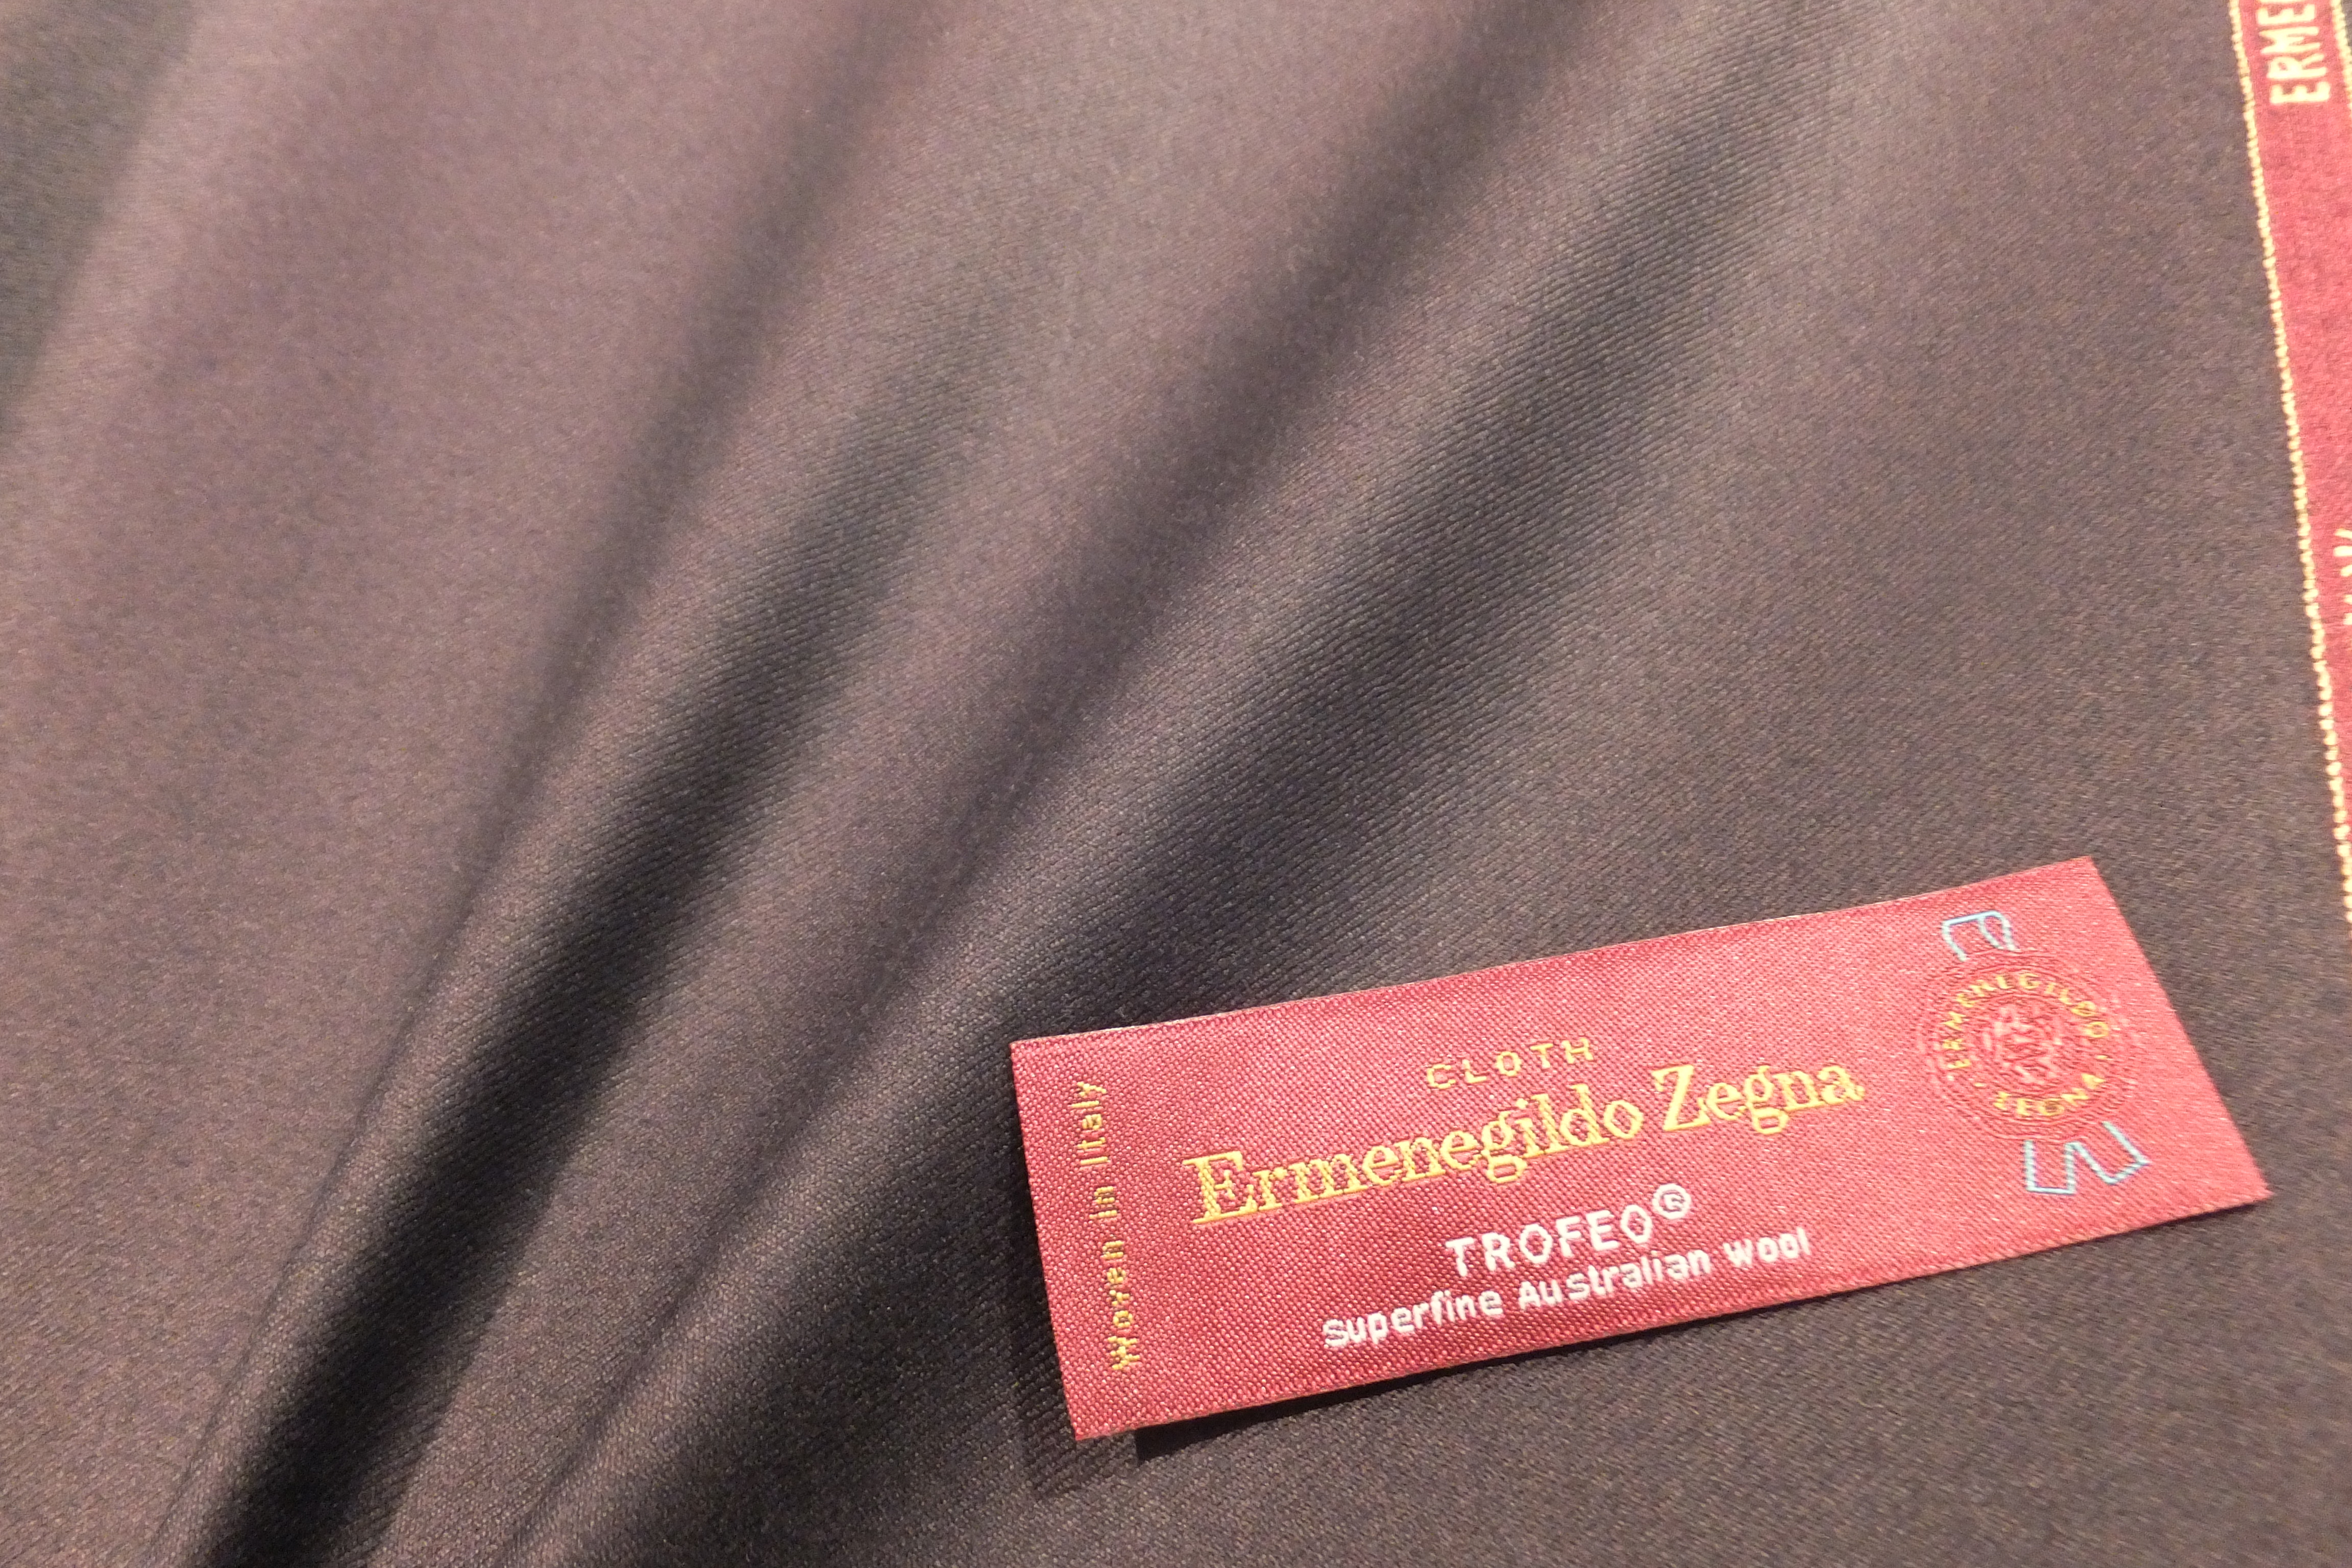 CLOTH
Ermenegildo Zegna
TROFEO®
Superfine Australian Wool
Woven in Italy
E
ERMENEGILDO
ZEGNA
Z
ERME